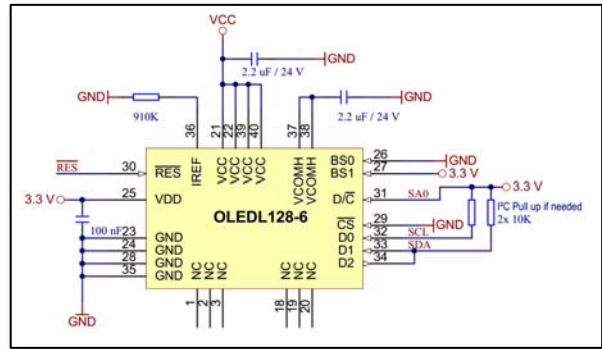 VCC
GND
2.2 uF / 24 V
GND
910K
2.2 uF / 24 V
GND
36
21
22
39
40
37
38
RES
30
RES
IREF
VCC
VCC
VCC
VCC
VCOMH
VCOMH
BS0
26
GND
BS1
27
3.3 V
3.3 V
25
VDD
D/C
31
SA0
3.3 V
OLEDL128-6
CS
29
GND
I²C Pull up if needed
2x 10K
100 nF
23
GND
D0
32
SCL
24
GND
D1
33
SDA
28
GND
D2
34
35
GND
NC
NC
NC
NC
NC
NC
1
2
3
18
19
20
GND